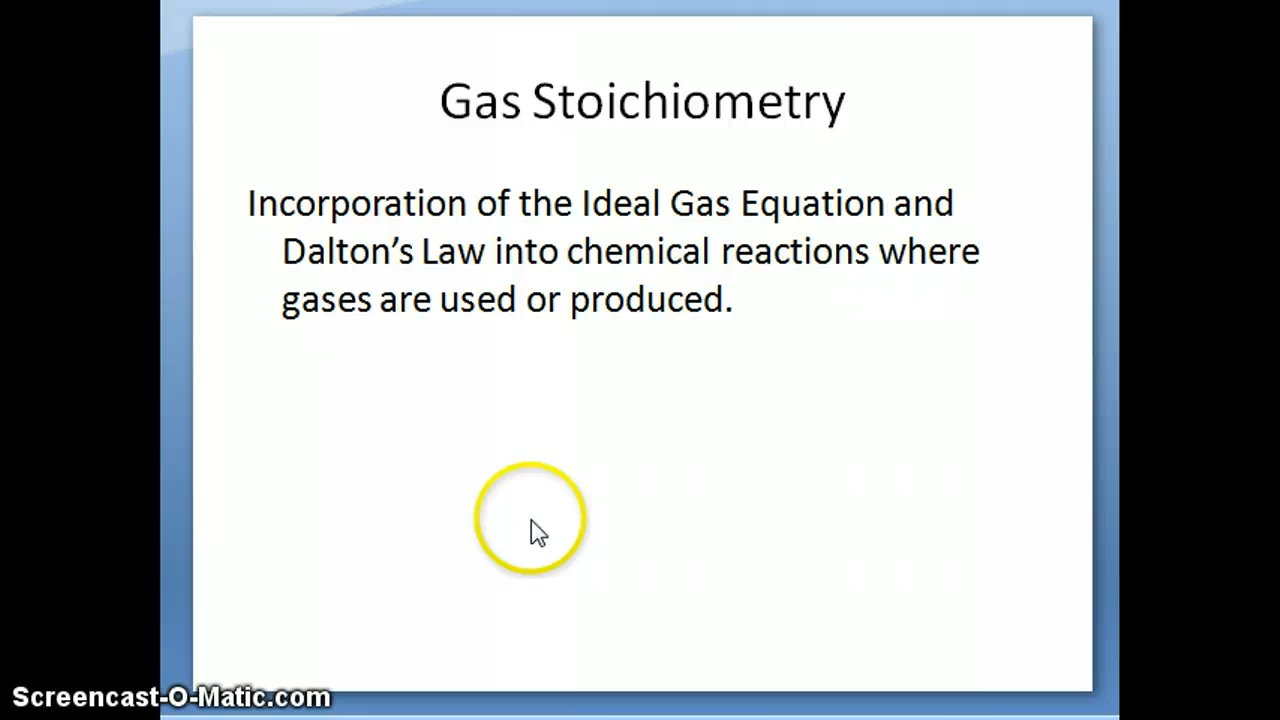 Gas Stoichiometry
Incorporation of the Ideal Gas Equation and
Dalton’s Law into chemical reactions where
gases are used or produced.
Screencast-O-Matic.com